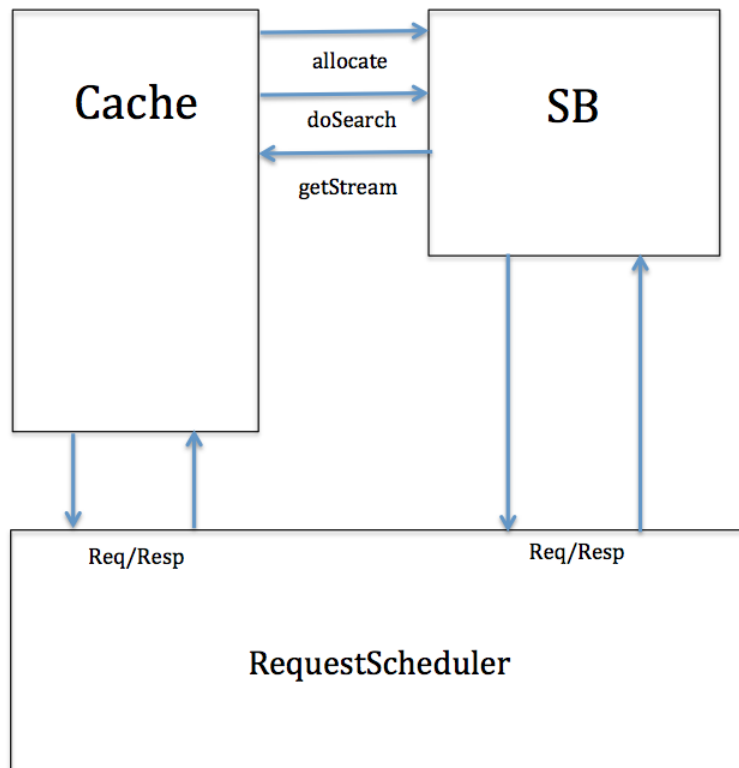 allocate
Cache
SB
doSearch
getStream
Req/Resp
Req/Resp
RequestScheduler